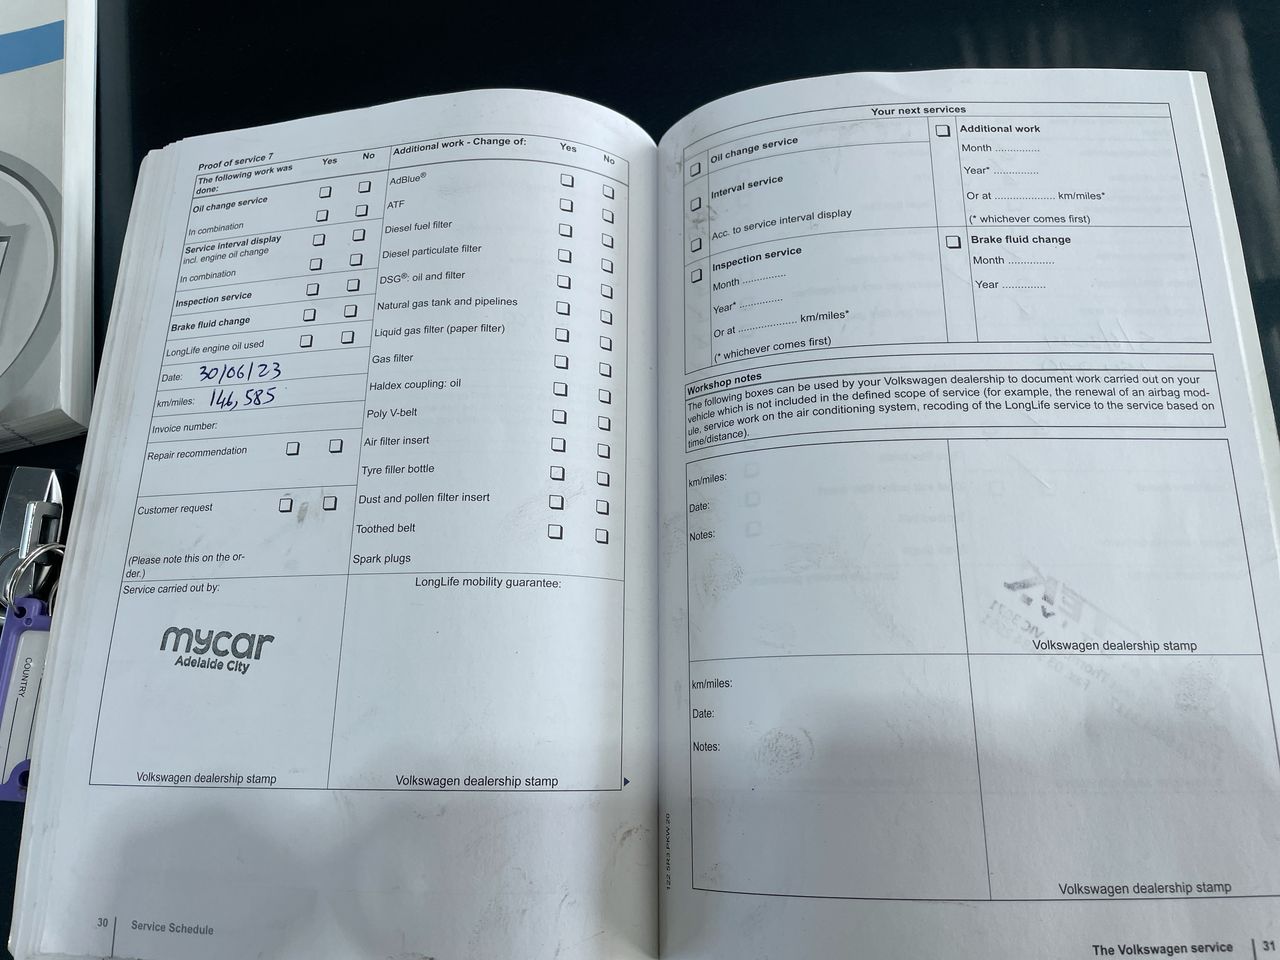 Proof of service 7
The following work was
done:
Yes
No
Oil change service
In combination
Service interval display
incl. engine oil change
In combination
Inspection service
Brake fluid change
LongLife engine oil used
Date: 30/06/23
km/miles: 146,585
Invoice number:
Repair recommendation
Customer request
(Please note this on the or-
der.)
Additional work - Change of:
Yes
No
AdBlue®
ATF
Diesel fuel filter
Diesel particulate filter
DSG®: oil and filter
Natural gas tank and pipelines
Liquid gas filter (paper filter)
Gas filter
Haldex coupling: oil
Poly V-belt
Air filter insert
Tyre filler bottle
Dust and pollen filter insert
Toothed belt
Spark plugs
Service carried out by:
mycar
Adelaide City
Volkswagen dealership stamp
LongLife mobility guarantee:
Volkswagen dealership stamp
30
Service Schedule
COUNTRY
Your next services
Oil change service
Interval service
Acc. to service interval display
Inspection service
Month ...............
Year* ...............
Or at .................... km/miles*
(* whichever comes first)
Additional work
Month ...............
Year* ...............
Or at .................... km/miles*
(* whichever comes first)
Brake fluid change
Month ...............
Year ..............
Workshop notes
The following boxes can be used by your Volkswagen dealership to document work carried out on your
vehicle which is not included in the defined scope of service (for example, the renewal of an airbag mod-
ule, service work on the air conditioning system, recoding of the LongLife service to the service based on
time/distance).
km/miles:
Date:
Notes:
Volkswagen dealership stamp
km/miles:
Date:
Notes:
Volkswagen dealership stamp
122.5R3.PKW.20
The Volkswagen service
31